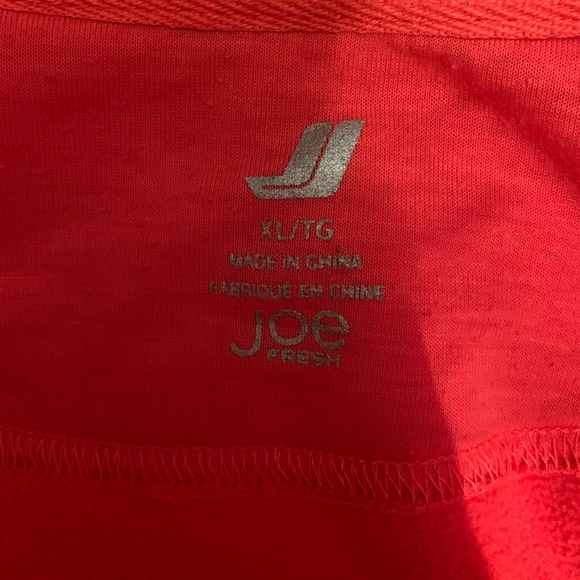 XL/TG
MADE IN CHINA
FABRIQUÉ EN CHINE
joe
FRESH